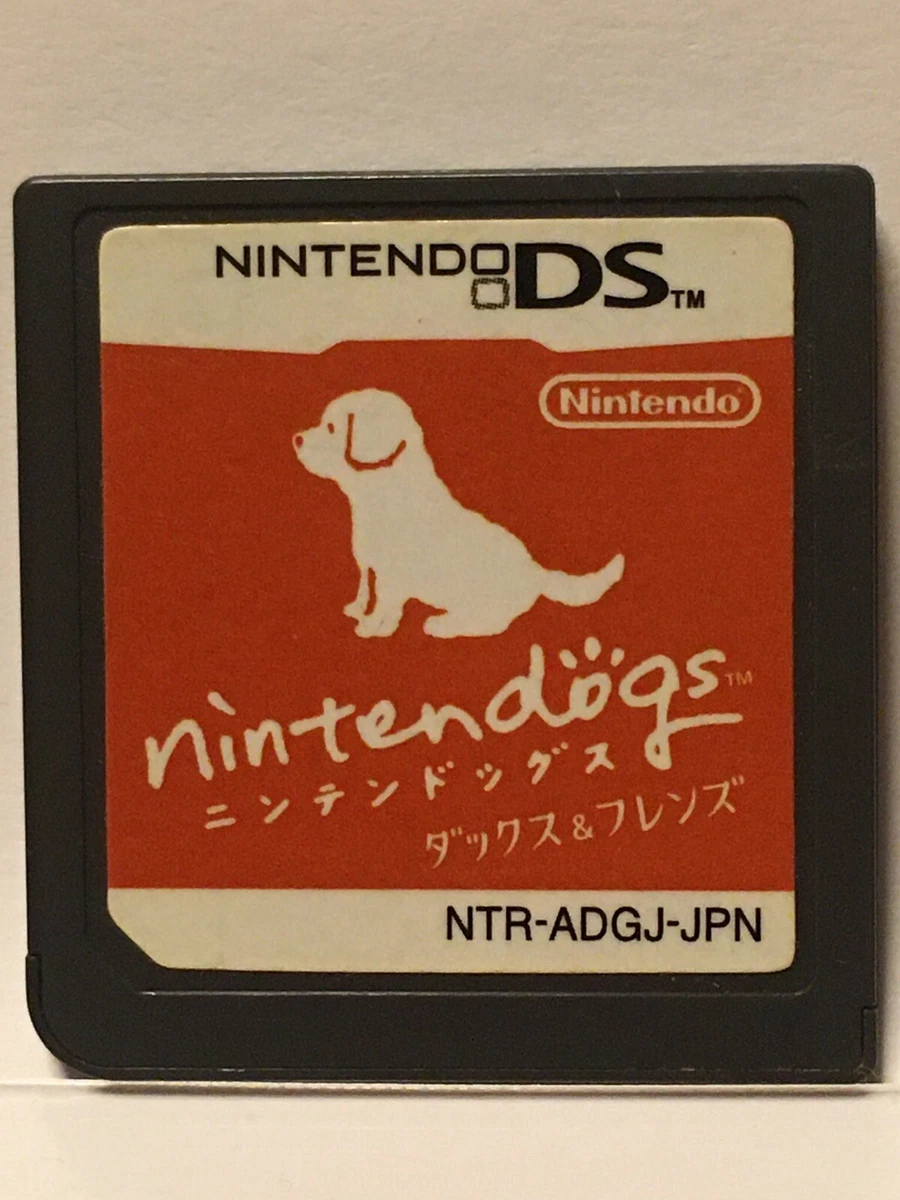 NINTENDO DS™
Nintendo®
nintendogs™
ニンテンドッグス
ダックス&フレンズ
NTR-ADGJ-JPN